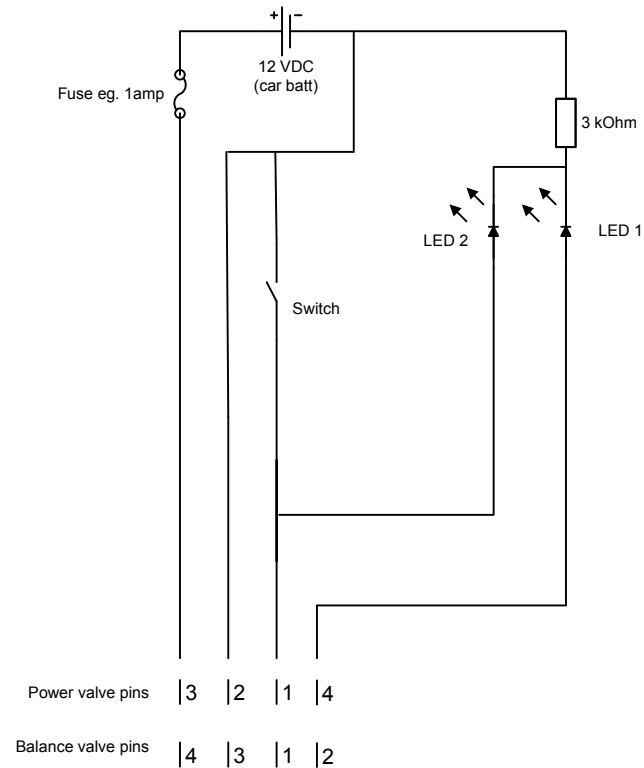 + −
12 VDC
(car batt)
Fuse eg. 1amp
3 kOhm
LED 2
LED 1
Switch
Power valve pins 3 2 1 4
Balance valve pins 4 3 1 2